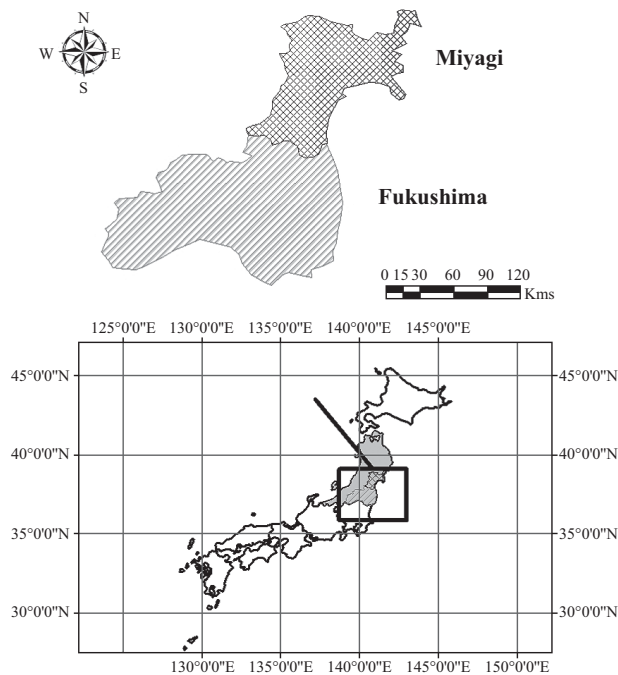 N
W E
S
Miyagi
Fukushima
0 15 30 60 90 120
Kms
125°0'0"E 130°0'0"E 135°0'0"E 140°0'0"E 145°0'0"E
45°0'0"N 45°0'0"N
40°0'0"N 40°0'0"N
35°0'0"N 35°0'0"N
30°0'0"N 30°0'0"N
130°0'0"E 135°0'0"E 140°0'0"E 145°0'0"E 150°0'0"E